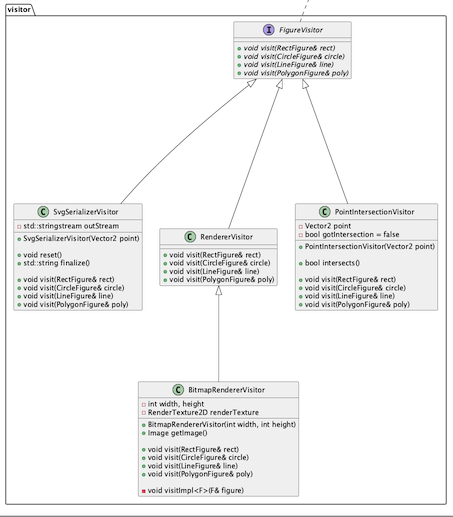 visitor
I FigureVisitor
void visit(RectFigure& rect)
void visit(CircleFigure& circle)
void visit(LineFigure& line)
void visit(PolygonFigure& poly)
C SvgSerializerVisitor
std::stringstream outStream
SvgSerializerVisitor(Vector2 point)
void reset()
std::string finalize()
void visit(RectFigure& rect)
void visit(CircleFigure& circle)
void visit(LineFigure& line)
void visit(PolygonFigure& poly)
C RendererVisitor
void visit(RectFigure& rect)
void visit(CircleFigure& circle)
void visit(LineFigure& line)
void visit(PolygonFigure& poly)
C PointIntersectionVisitor
Vector2 point
bool gotIntersection = false
PointIntersectionVisitor(Vector2 point)
bool intersects()
void visit(RectFigure& rect)
void visit(CircleFigure& circle)
void visit(LineFigure& line)
void visit(PolygonFigure& poly)
C BitmapRendererVisitor
int width, height
RenderTexture2D renderTexture
BitmapRendererVisitor(int width, int height)
Image getImage()
void visit(RectFigure& rect)
void visit(CircleFigure& circle)
void visit(LineFigure& line)
void visit(PolygonFigure& poly)
void visitImpl<F>(F& figure)